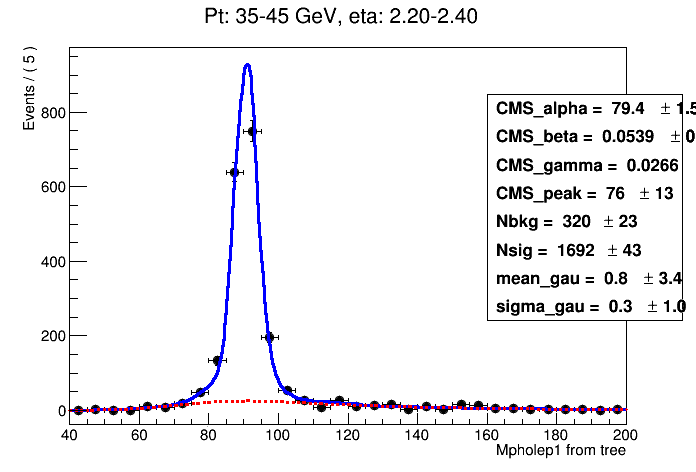 Pt: 35-45 GeV, eta: 2.20-2.40
Events / ( 5 )
800
600
400
200
0
CMS_alpha = 79.4 ± 1.5
CMS_beta = 0.0539 ± 0
CMS_gamma = 0.0266
CMS_peak = 76 ± 13
Nbkg = 320 ± 23
Nsig = 1692 ± 43
mean_gau = 0.8 ± 3.4
sigma_gau = 0.3 ± 1.0
40 60 80 100 120 140 160 180 200
Mpholep1 from tree